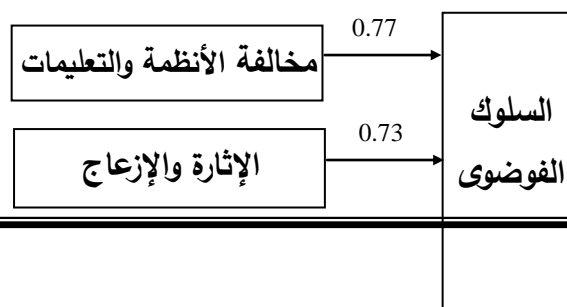 0.77
مخالفة الأنظمة والتعليمات
السلوك
0.73
الإثارة والإزعاج
الفوضوى